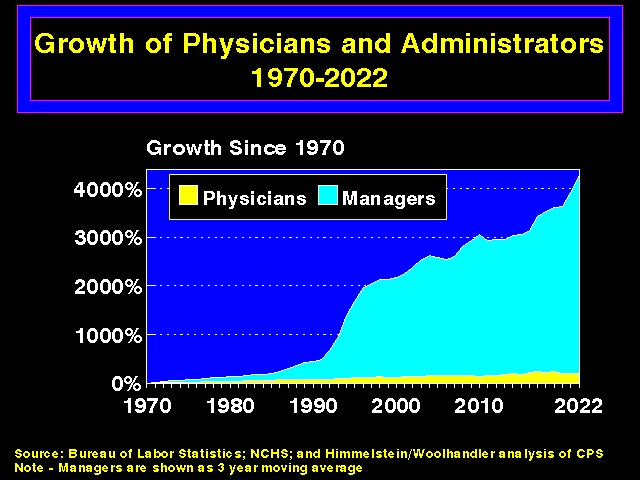 Growth of Physicians and Administrators
1970-2022
Growth Since 1970
Physicians Managers
4000%
3000%
2000%
1000%
0%
1970 1980 1990 2000 2010 2022
Source: Bureau of Labor Statistics; NCHS; and Himmelstein/Woolhandler analysis of CPS
Note - Managers are shown as 3 year moving average